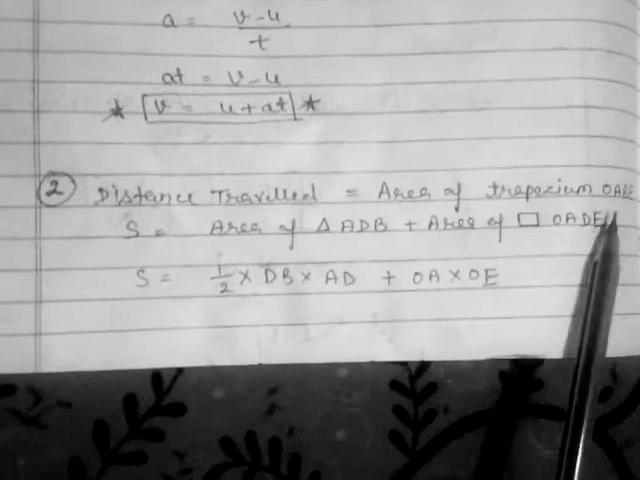 a = v-u
t
at = v-u
* v = u+at *
② Distance Travilled = Area of trapezium OABE
S = Area of △ ADB + Area of □ OADE
S = 1/2 × DB × AD + OA × OE